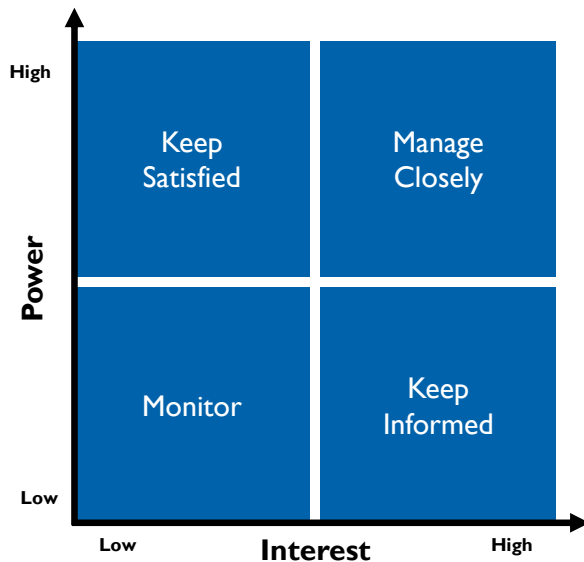 High
Keep
Satisfied
Manage
Closely
Power
Monitor
Keep
Informed
Low
Low
Interest
High